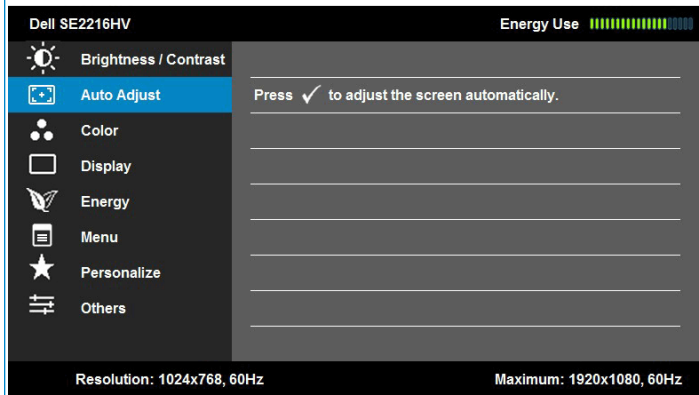 Dell SE2216HV Energy Use
Brightness / Contrast
Auto Adjust Press ✓ to adjust the screen automatically.
Color
Display
Energy
Menu
Personalize
Others
Resolution: 1024x768, 60Hz Maximum: 1920x1080, 60Hz